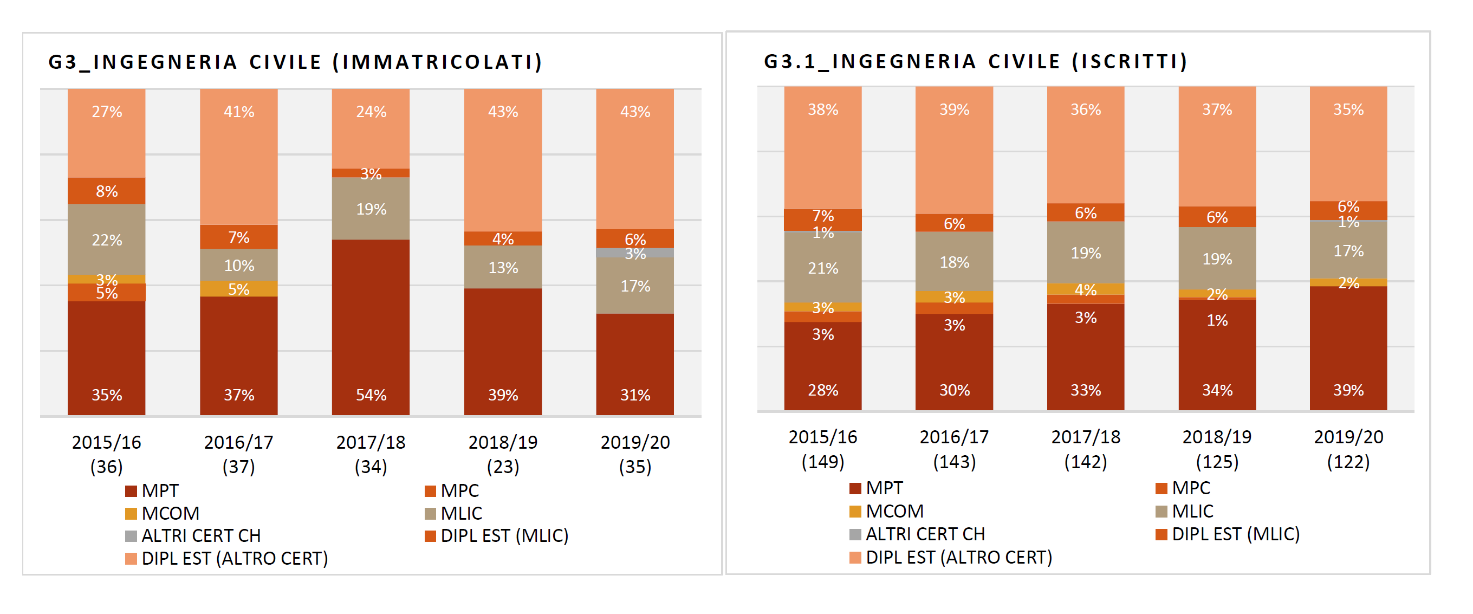 G3_INGEGNERIA CIVILE (IMMATRICOLATI)
27% 41% 24% 43% 43%
8% 7% 3% 4% 6%
3%
22% 10% 19% 13% 17%
3% 5%
5%
35% 37% 54% 39% 31%
2015/16 2016/17 2017/18 2018/19 2019/20
(36) (37) (34) (23) (35)
MPT MPC
MCOM MLIC
ALTRI CERT CH DIPL EST (MLIC)
DIPL EST (ALTRO CERT)
G3.1_INGEGNERIA CIVILE (ISCRITTI)
38% 39% 36% 37% 35%
7% 6% 6% 6% 6%
1% 1%
21% 18% 19% 19% 17%
3% 3% 4% 2% 2%
3% 3% 3% 1%
28% 30% 33% 34% 39%
2015/16 2016/17 2017/18 2018/19 2019/20
(149) (143) (142) (125) (122)
MPT MPC
MCOM MLIC
ALTRI CERT CH DIPL EST (MLIC)
DIPL EST (ALTRO CERT)